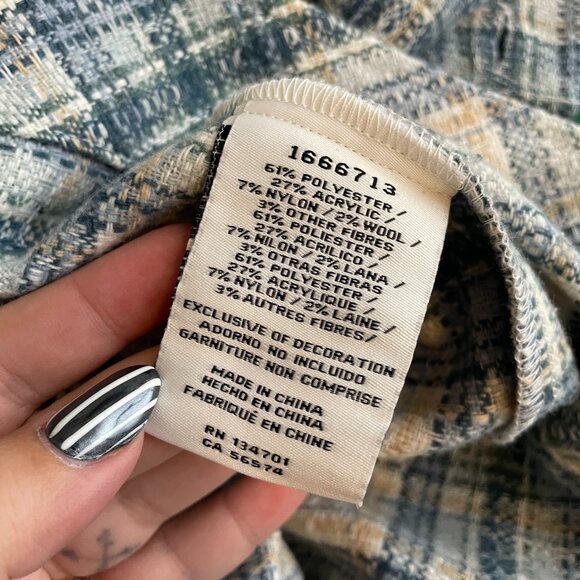 1666713
61% POLYESTER /
27% ACRYLIC /
7% NYLON / 2% WOOL /
3% OTHER FIBRES
61% POLIESTER /
27% ACRILICO /
7% NILON / 2% LANA /
3% OTRAS FIBRAS
61% POLYESTER /
27% ACRYLIQUE /
7% NYLON / 2% LAINE /
3% AUTRES FIBRES /
EXCLUSIVE OF DECORATION
ADORNO NO INCLUIDO
GARNITURE NON COMPRISE
MADE IN CHINA
HECHO EN CHINA
FABRIQUÉ EN CHINE
RN 134701
CA 56574